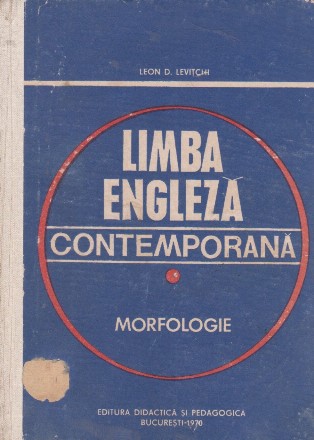 LEON D. LEVIȚCHI
LIMBA
ENGLEZĂ
CONTEMPORANĂ
MORFOLOGIE
EDITURA DIDACTICĂ ȘI PEDAGOGICĂ
BUCUREȘTI-1970